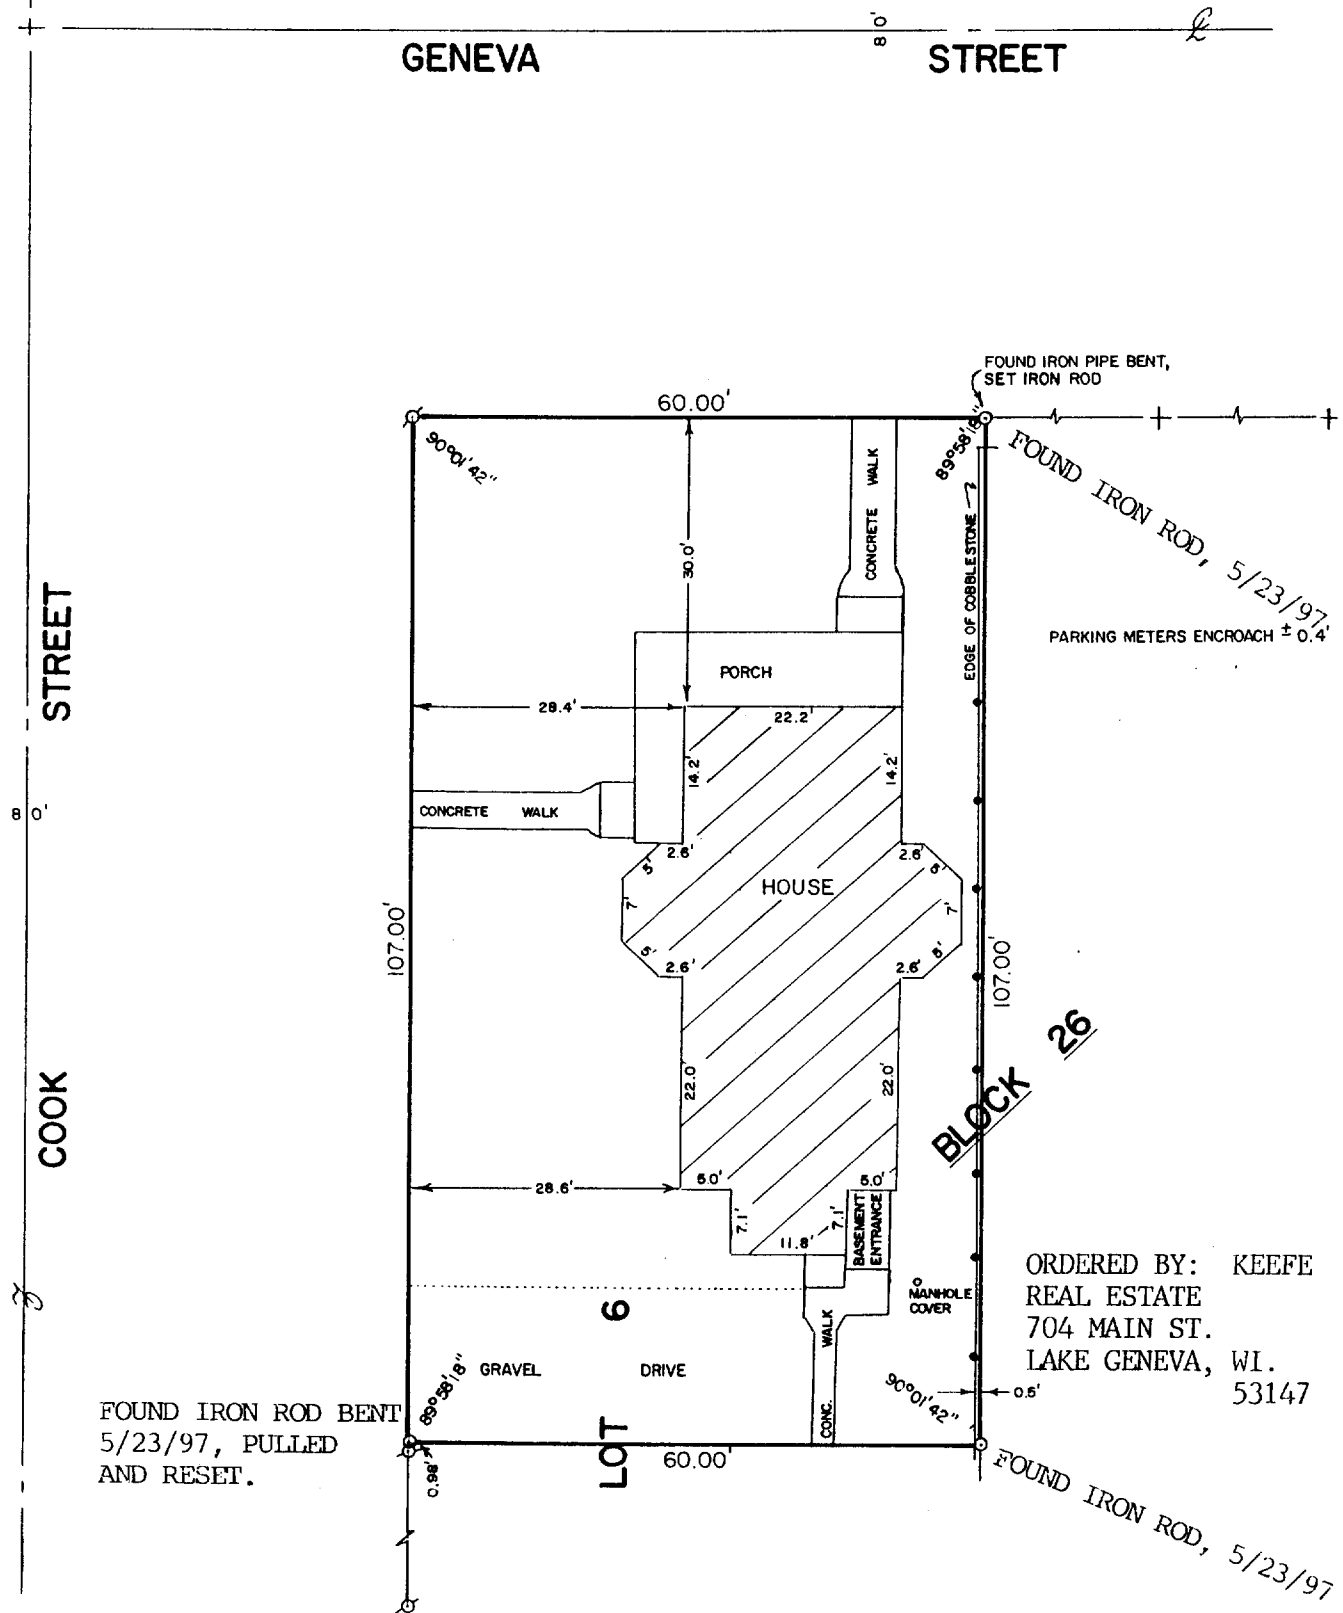 80'
℄
GENEVA STREET
FOUND IRON PIPE BENT,
SET IRON ROD
60.00'
90°01'42"
89°58'18"
FOUND IRON ROD, 5/23/97.
CONCRETE WALK
30.0'
EDGE OF COBBLESTONE
PARKING METERS ENCROACH ± 0.4'
PORCH
28.4'
22.2'
14.2'
14.2'
CONCRETE WALK
80'
COOK STREET
2.6'
2.6'
5'
5'
HOUSE
7'
7'
5'
5'
2.6'
2.6'
107.00'
107.00'
BLOCK 26
22.0'
22.0'
28.6'
5.0'
5.0'
7.1'
7.1'
11.8'
BASEMENT
ENTRANCE
MANHOLE
COVER
ORDERED BY: KEEFE
REAL ESTATE
704 MAIN ST.
LAKE GENEVA, WI.
53147
LOT 6
GRAVEL DRIVE
CONC. WALK
89°58'18"
90°01'42"
0.5'
FOUND IRON ROD BENT
5/23/97, PULLED
AND RESET.
0.98'
60.00'
FOUND IRON ROD, 5/23/97